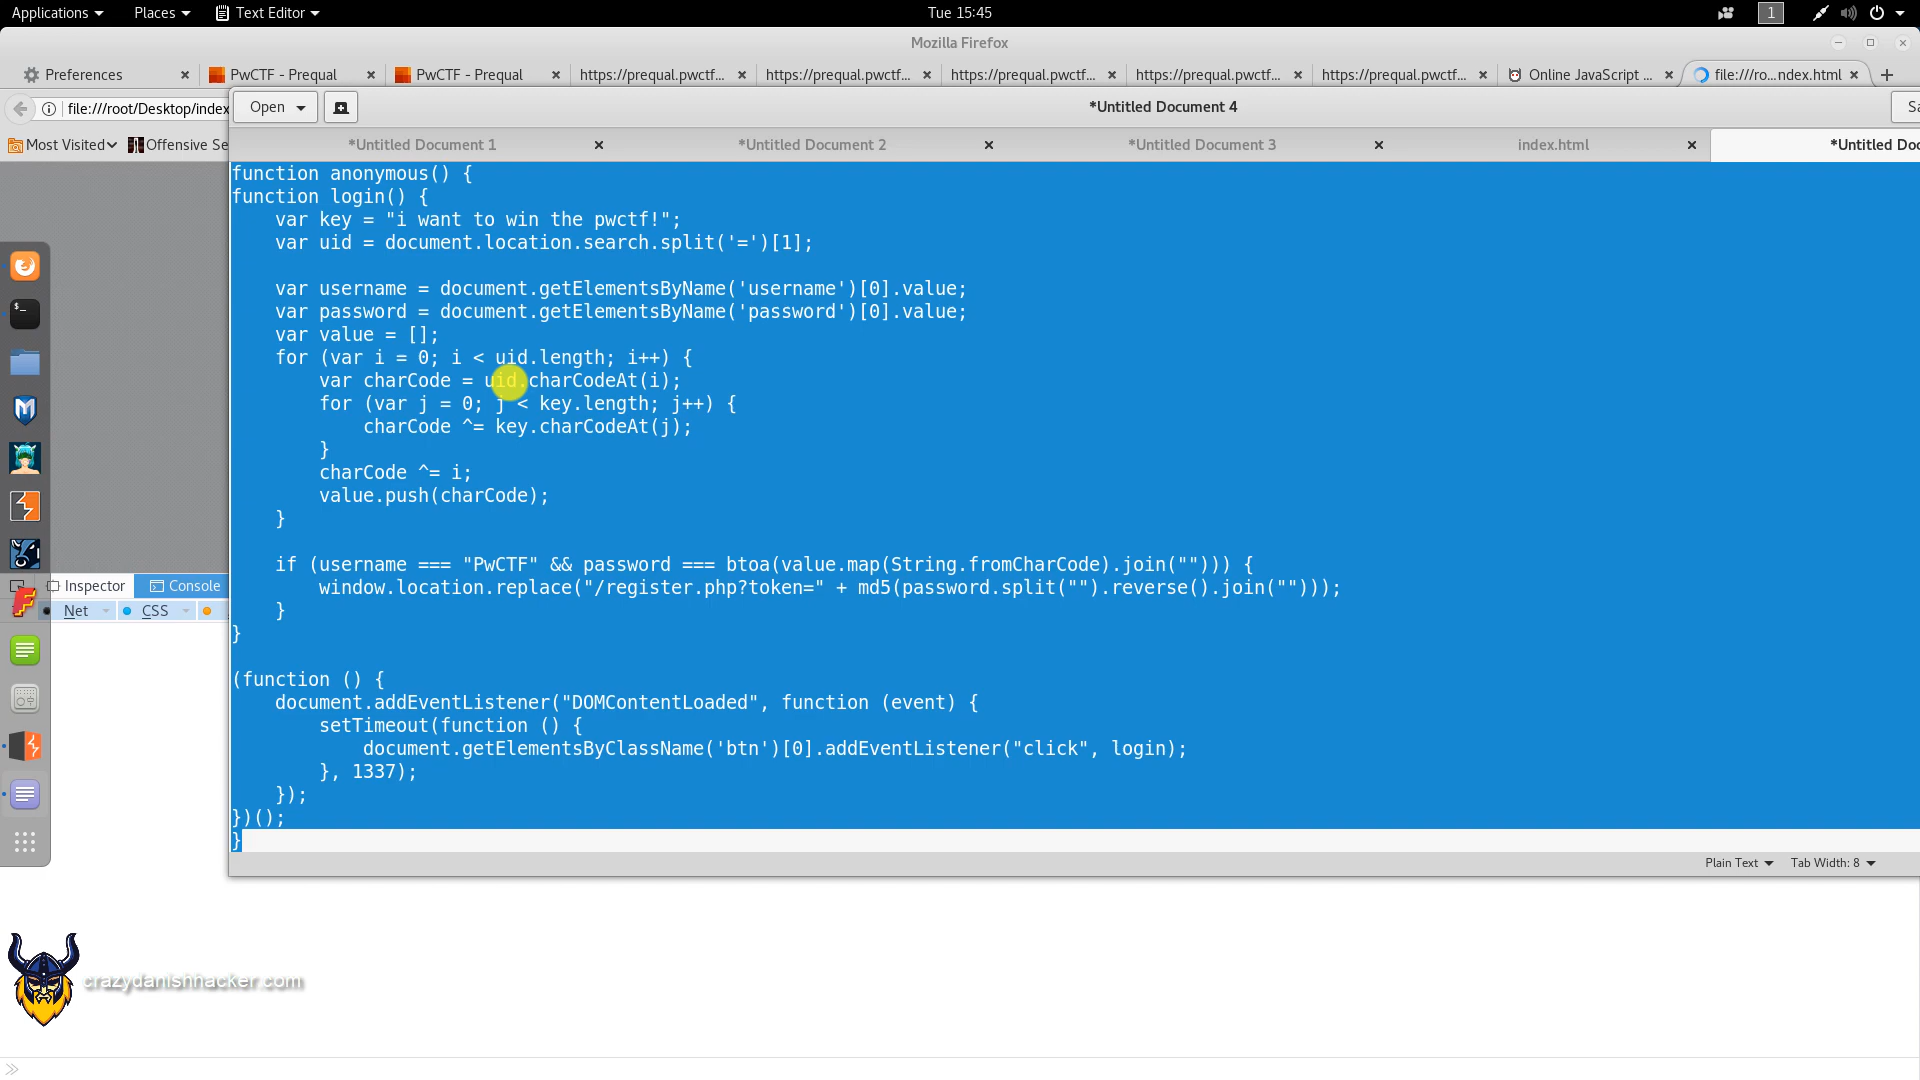 Applications Places Text Editor Tue 15:45 1
Mozilla Firefox
Preferences PwCTF - Prequal PwCTF - Prequal https://prequal.pwctf... https://prequal.pwctf... https://prequal.pwctf... https://prequal.pwctf... https://prequal.pwctf... Online JavaScript ... file:///ro...ndex.html
file:///root/Desktop/index Open *Untitled Document 4 Sa
Most Visited Offensive Se *Untitled Document 1 *Untitled Document 2 *Untitled Document 3 index.html *Untitled Doc
function anonymous() {
function login() {
    var key = "i want to win the pwctf!";
    var uid = document.location.search.split('=')[1];
    var username = document.getElementsByName('username')[0].value;
    var password = document.getElementsByName('password')[0].value;
    var value = [];
    for (var i = 0; i < uid.length; i++) {
        var charCode = uid.charCodeAt(i);
        for (var j = 0; j < key.length; j++) {
            charCode ^= key.charCodeAt(j);
        }
        charCode ^= i;
        value.push(charCode);
    }
    if (username === "PwCTF" && password === btoa(value.map(String.fromCharCode).join(""))) {
        window.location.replace("/register.php?token=" + md5(password.split("").reverse().join("")));
    }
}
(function () {
    document.addEventListener("DOMContentLoaded", function (event) {
        setTimeout(function () {
            document.getElementsByClassName('btn')[0].addEventListener("click", login);
        }, 1337);
    });
})();
}
Inspector Console
Net CSS
Plain Text Tab Width: 8
crazydanishhacker.com